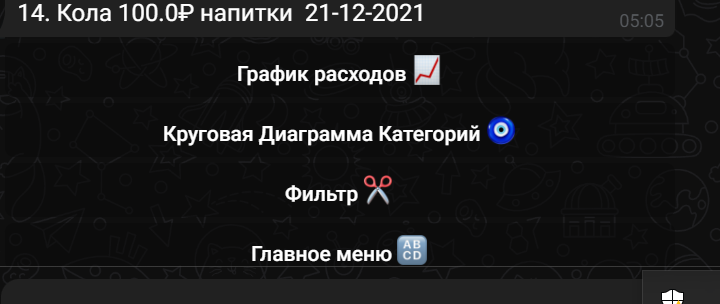 14. Кола 100.0₽ напитки 21-12-2021
05:05
График расходов 📈
Круговая Диаграмма Категорий 🧿
Фильтр ✂️
Главное меню 🔠